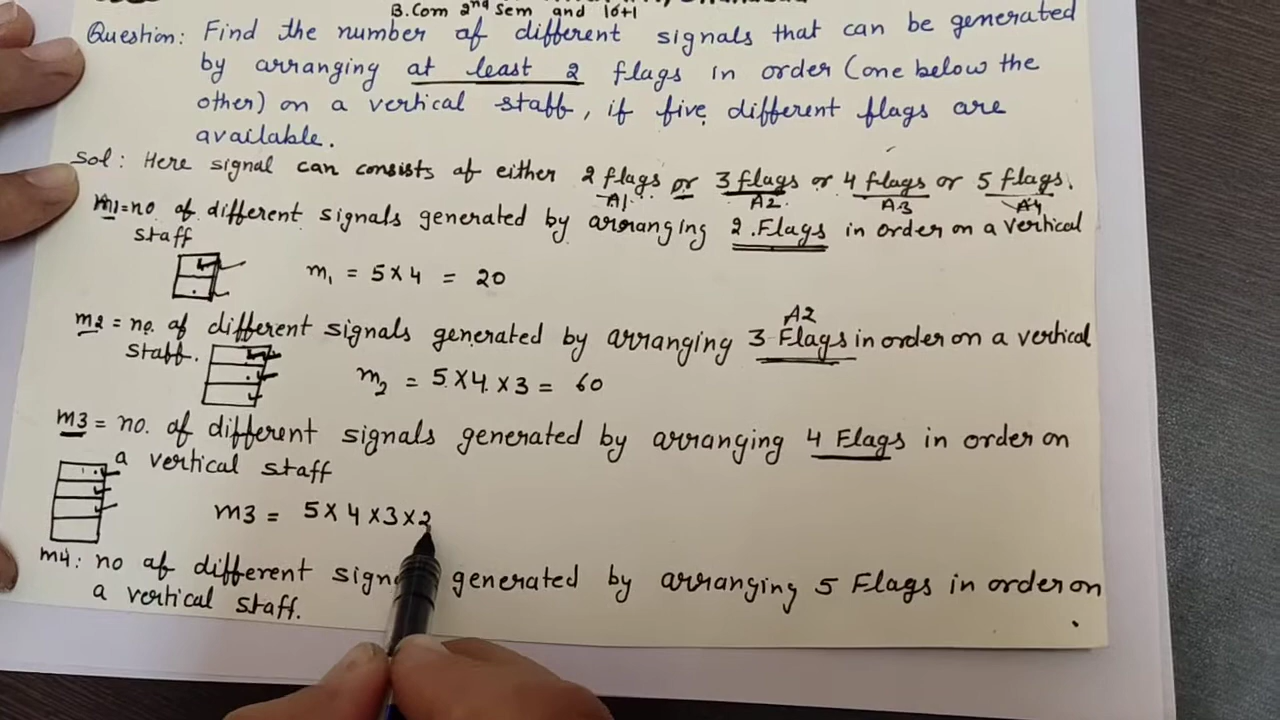 B.Com 2nd Sem and 10+1
Question: Find the number of different signals that can be generated
by arranging at least 2 flags in order (one below the
other) on a vertical staff, if five different flags are
available.
Sol: Here signal can consists of either 2 flags or 3 flags or 4 flags or 5 flags.
A1 A2 A3 A4
m1=no of different signals generated by arranging 2 Flags in order on a vertical
staff
m1 = 5×4 = 20
A2
m2 = no. of different signals generated by arranging 3 Flags in order on a vertical
staff.
m2 = 5×4×3 = 60
m3 = no. of different signals generated by arranging 4 Flags in order on
a vertical staff
m3 = 5×4×3×2
m4: no of different sign generated by arranging 5 Flags in order on
a vertical staff.